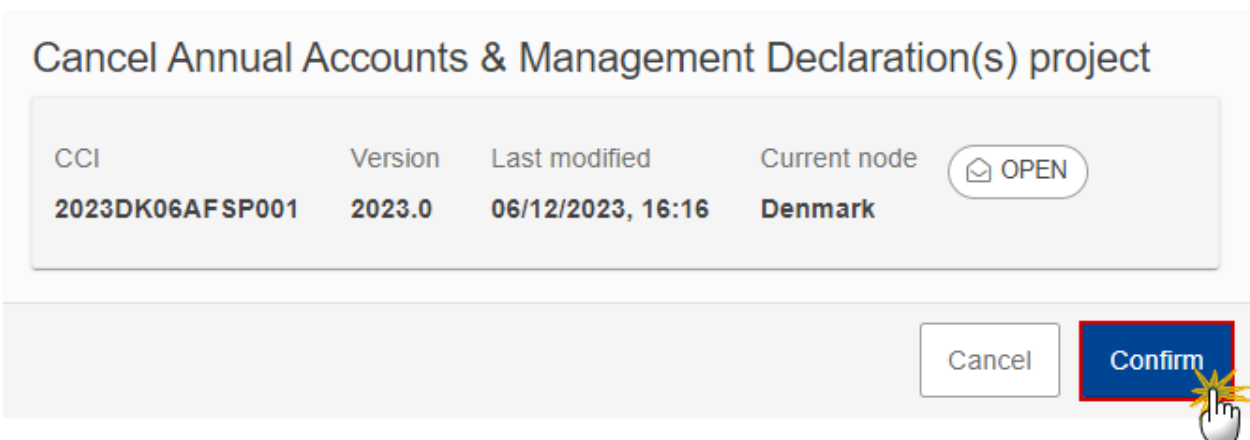 Cancel Annual Accounts & Management Declaration(s) project
CCI Version Last modified Current node OPEN
2023DK06AFSP001 2023.0 06/12/2023, 16:16 Denmark
Cancel Confirm